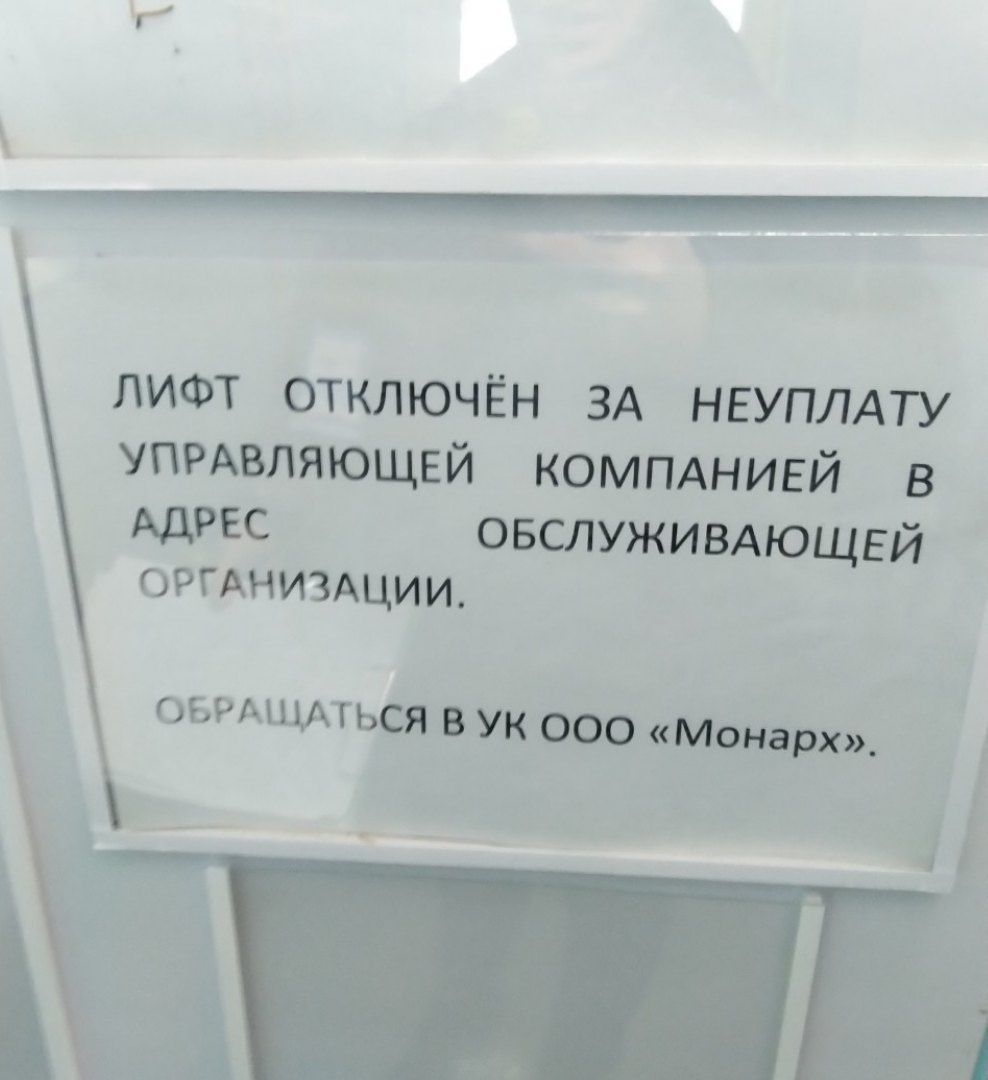 ЛИФТ ОТКЛЮЧЁН ЗА НЕУПЛАТУ
УПРАВЛЯЮЩЕЙ КОМПАНИЕЙ В
АДРЕС ОБСЛУЖИВАЮЩЕЙ
ОРГАНИЗАЦИИ.
ОБРАЩАТЬСЯ В УК ООО «Монарх».